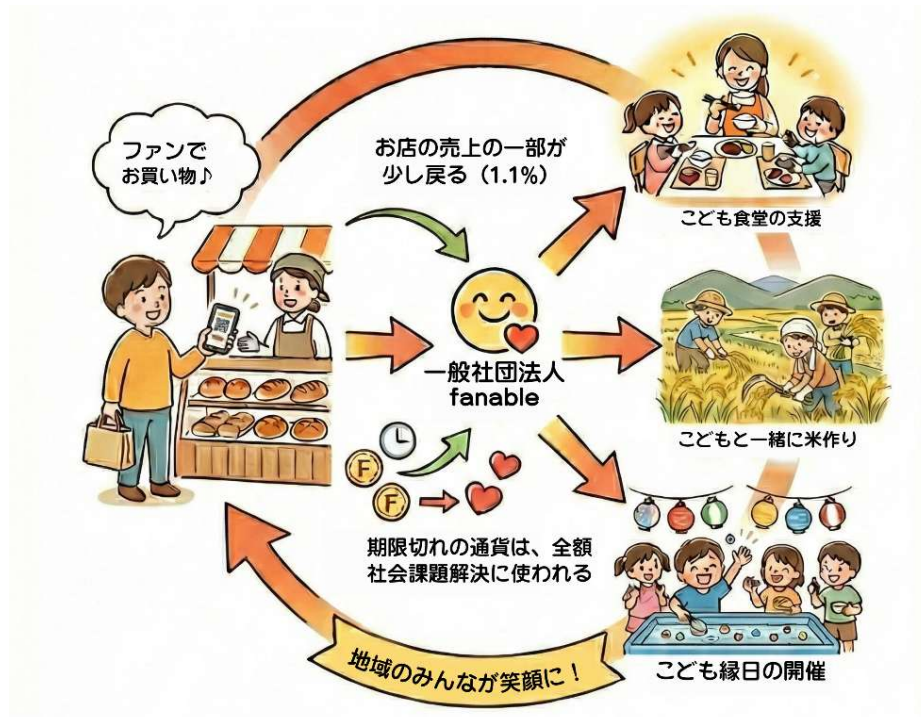 ファンで
お買い物♪
お店の売上の一部が
少し戻る（1.1%）
こども食堂の支援
一般社団法人
fanable
こどもと一緒に米作り
F
F
期限切れの通貨は、全額
社会課題解決に使われる
こども縁日の開催
地域のみんなが笑顔に！